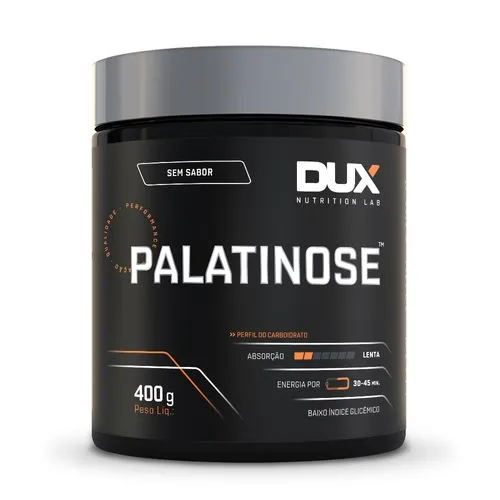 SEM SABOR
DUX
NUTRITION LAB
QUALIDADE · PERFORMANCE
PALATINOSE™
>> PERFIL DO CARBOIDRATO
ABSORÇÃO LENTA
ENERGIA POR 30-45 MIN.
BAIXO ÍNDICE GLICÊMICO
400 g
Peso Líq.: